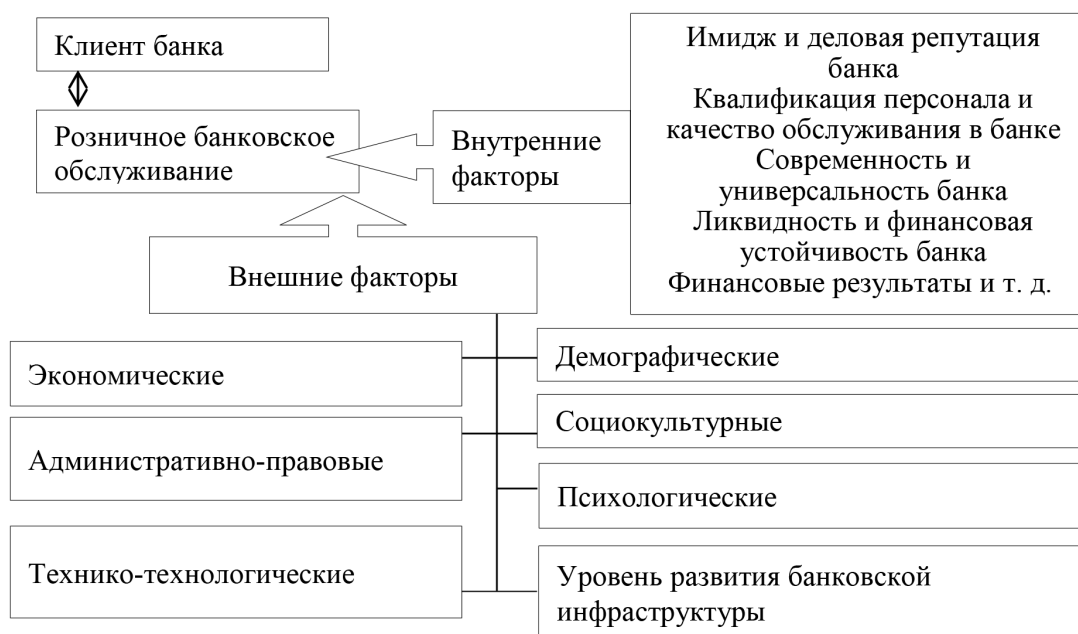 Клиент банка
Розничное банковское
обслуживание
Внутренние
факторы
Имидж и деловая репутация
банка
Квалификация персонала и
качество обслуживания в банке
Современность и
универсальность банка
Ликвидность и финансовая
устойчивость банка
Финансовые результаты и т. д.
Внешние факторы
Экономические
Административно-правовые
Технико-технологические
Демографические
Социокультурные
Психологические
Уровень развития банковской
инфраструктуры